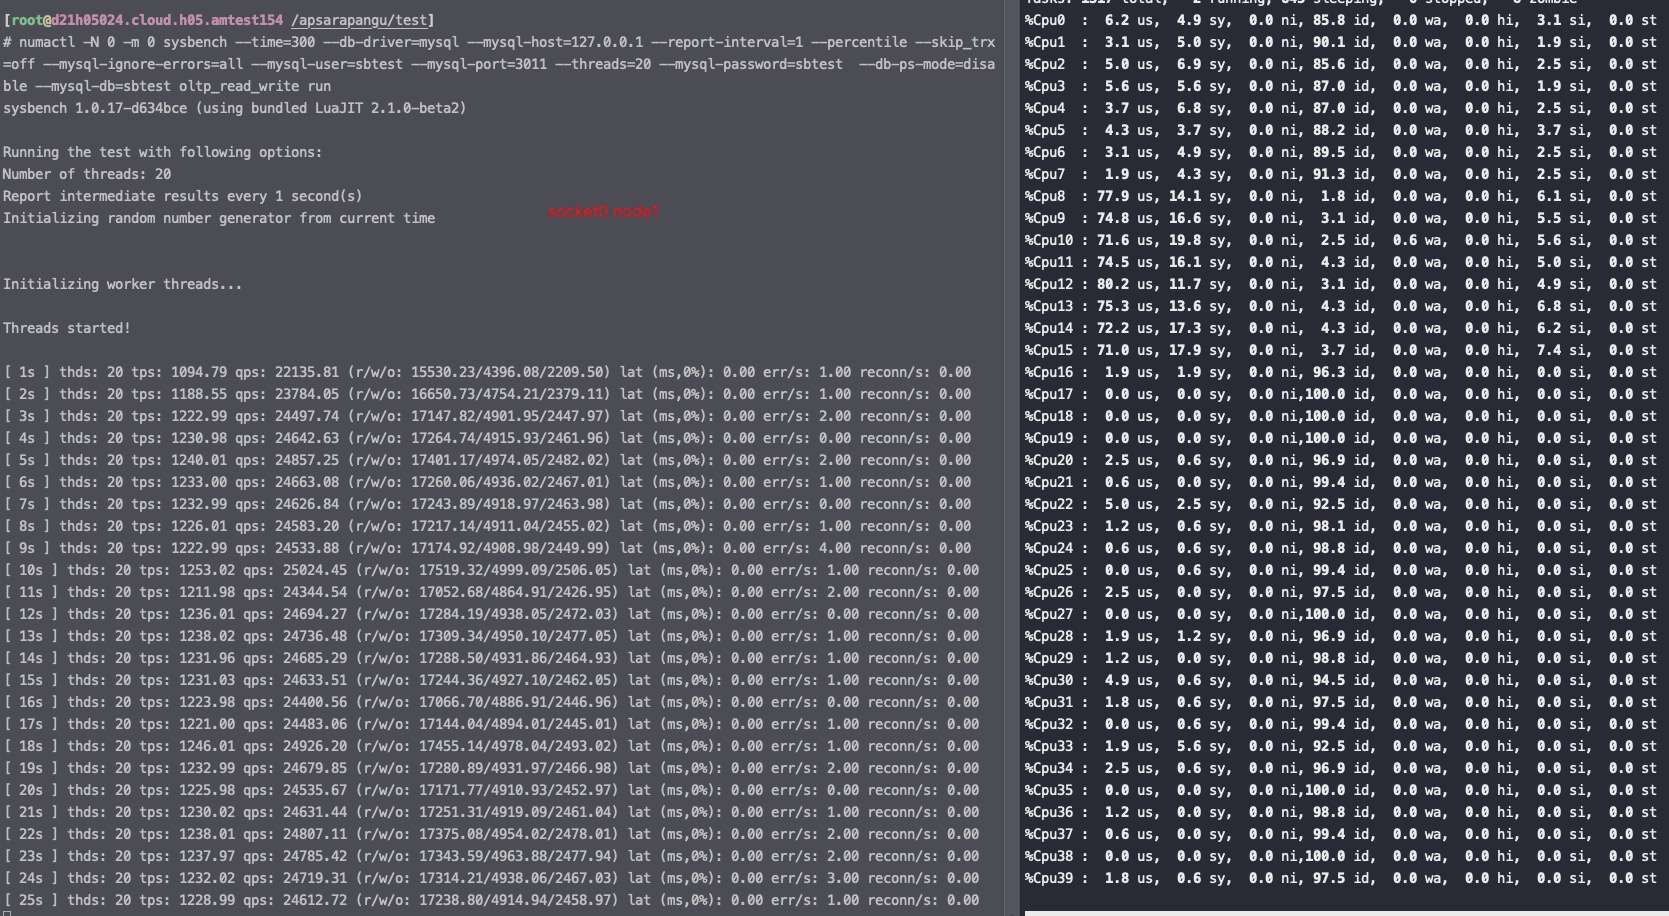 [root@d21h05024.cloud.h05.amtest154 /apsarapangu/test]
# numactl -N 0 -m 0 sysbench --time=300 --db-driver=mysql --mysql-host=127.0.0.1 --report-interval=1 --percentile --skip_trx
=off --mysql-ignore-errors=all --mysql-user=sbtest --mysql-port=3011 --threads=20 --mysql-password=sbtest  --db-ps-mode=disa
ble --mysql-db=sbtest oltp_read_write run
sysbench 1.0.17-d634bce (using bundled LuaJIT 2.1.0-beta2)
Running the test with following options:
Number of threads: 20
Report intermediate results every 1 second(s)
Initializing random number generator from current time
socket0 node1
Initializing worker threads...
Threads started!
[ 1s ] thds: 20 tps: 1094.79 qps: 22135.81 (r/w/o: 15530.23/4396.08/2209.50) lat (ms,0%): 0.00 err/s: 1.00 reconn/s: 0.00
[ 2s ] thds: 20 tps: 1188.55 qps: 23784.05 (r/w/o: 16650.73/4754.21/2379.11) lat (ms,0%): 0.00 err/s: 1.00 reconn/s: 0.00
[ 3s ] thds: 20 tps: 1222.99 qps: 24497.74 (r/w/o: 17147.82/4901.95/2447.97) lat (ms,0%): 0.00 err/s: 2.00 reconn/s: 0.00
[ 4s ] thds: 20 tps: 1230.98 qps: 24642.63 (r/w/o: 17264.74/4915.93/2461.96) lat (ms,0%): 0.00 err/s: 0.00 reconn/s: 0.00
[ 5s ] thds: 20 tps: 1240.01 qps: 24857.25 (r/w/o: 17401.17/4974.05/2482.02) lat (ms,0%): 0.00 err/s: 2.00 reconn/s: 0.00
[ 6s ] thds: 20 tps: 1233.00 qps: 24663.08 (r/w/o: 17260.06/4936.02/2467.01) lat (ms,0%): 0.00 err/s: 1.00 reconn/s: 0.00
[ 7s ] thds: 20 tps: 1232.99 qps: 24626.84 (r/w/o: 17243.89/4918.97/2463.98) lat (ms,0%): 0.00 err/s: 0.00 reconn/s: 0.00
[ 8s ] thds: 20 tps: 1226.01 qps: 24583.20 (r/w/o: 17217.14/4911.04/2455.02) lat (ms,0%): 0.00 err/s: 1.00 reconn/s: 0.00
[ 9s ] thds: 20 tps: 1222.99 qps: 24533.88 (r/w/o: 17174.92/4908.98/2449.99) lat (ms,0%): 0.00 err/s: 4.00 reconn/s: 0.00
[ 10s ] thds: 20 tps: 1253.02 qps: 25024.45 (r/w/o: 17519.32/4999.09/2506.05) lat (ms,0%): 0.00 err/s: 1.00 reconn/s: 0.00
[ 11s ] thds: 20 tps: 1211.98 qps: 24344.54 (r/w/o: 17052.68/4864.91/2426.95) lat (ms,0%): 0.00 err/s: 2.00 reconn/s: 0.00
[ 12s ] thds: 20 tps: 1236.01 qps: 24694.27 (r/w/o: 17284.19/4938.05/2472.03) lat (ms,0%): 0.00 err/s: 0.00 reconn/s: 0.00
[ 13s ] thds: 20 tps: 1238.02 qps: 24736.48 (r/w/o: 17309.34/4950.10/2477.05) lat (ms,0%): 0.00 err/s: 1.00 reconn/s: 0.00
[ 14s ] thds: 20 tps: 1231.96 qps: 24685.29 (r/w/o: 17288.50/4931.86/2464.93) lat (ms,0%): 0.00 err/s: 1.00 reconn/s: 0.00
[ 15s ] thds: 20 tps: 1231.03 qps: 24633.51 (r/w/o: 17244.36/4927.10/2462.05) lat (ms,0%): 0.00 err/s: 1.00 reconn/s: 0.00
[ 16s ] thds: 20 tps: 1223.98 qps: 24400.56 (r/w/o: 17066.70/4886.91/2446.96) lat (ms,0%): 0.00 err/s: 0.00 reconn/s: 0.00
[ 17s ] thds: 20 tps: 1221.00 qps: 24483.06 (r/w/o: 17144.04/4894.01/2445.01) lat (ms,0%): 0.00 err/s: 1.00 reconn/s: 0.00
[ 18s ] thds: 20 tps: 1246.01 qps: 24926.20 (r/w/o: 17455.14/4978.04/2493.02) lat (ms,0%): 0.00 err/s: 1.00 reconn/s: 0.00
[ 19s ] thds: 20 tps: 1232.99 qps: 24679.85 (r/w/o: 17280.89/4931.97/2466.98) lat (ms,0%): 0.00 err/s: 2.00 reconn/s: 0.00
[ 20s ] thds: 20 tps: 1225.98 qps: 24535.67 (r/w/o: 17171.77/4910.93/2452.97) lat (ms,0%): 0.00 err/s: 0.00 reconn/s: 0.00
[ 21s ] thds: 20 tps: 1230.02 qps: 24631.44 (r/w/o: 17251.31/4919.09/2461.04) lat (ms,0%): 0.00 err/s: 1.00 reconn/s: 0.00
[ 22s ] thds: 20 tps: 1238.01 qps: 24807.11 (r/w/o: 17375.08/4954.02/2478.01) lat (ms,0%): 0.00 err/s: 2.00 reconn/s: 0.00
[ 23s ] thds: 20 tps: 1237.97 qps: 24785.42 (r/w/o: 17343.59/4963.88/2477.94) lat (ms,0%): 0.00 err/s: 2.00 reconn/s: 0.00
[ 24s ] thds: 20 tps: 1232.02 qps: 24719.31 (r/w/o: 17314.21/4938.06/2467.03) lat (ms,0%): 0.00 err/s: 3.00 reconn/s: 0.00
[ 25s ] thds: 20 tps: 1228.99 qps: 24612.72 (r/w/o: 17238.80/4914.94/2458.97) lat (ms,0%): 0.00 err/s: 1.00 reconn/s: 0.00
%Cpu0  :  6.2 us,  4.9 sy,  0.0 ni, 85.8 id,  0.0 wa,  0.0 hi,  3.1 si,  0.0 st
%Cpu1  :  3.1 us,  5.0 sy,  0.0 ni, 90.1 id,  0.0 wa,  0.0 hi,  1.9 si,  0.0 st
%Cpu2  :  5.0 us,  6.9 sy,  0.0 ni, 85.6 id,  0.0 wa,  0.0 hi,  2.5 si,  0.0 st
%Cpu3  :  5.6 us,  5.6 sy,  0.0 ni, 87.0 id,  0.0 wa,  0.0 hi,  1.9 si,  0.0 st
%Cpu4  :  3.7 us,  6.8 sy,  0.0 ni, 87.0 id,  0.0 wa,  0.0 hi,  2.5 si,  0.0 st
%Cpu5  :  4.3 us,  3.7 sy,  0.0 ni, 88.2 id,  0.0 wa,  0.0 hi,  3.7 si,  0.0 st
%Cpu6  :  3.1 us,  4.9 sy,  0.0 ni, 89.5 id,  0.0 wa,  0.0 hi,  2.5 si,  0.0 st
%Cpu7  :  1.9 us,  4.3 sy,  0.0 ni, 91.3 id,  0.0 wa,  0.0 hi,  2.5 si,  0.0 st
%Cpu8  : 77.9 us, 14.1 sy,  0.0 ni,  1.8 id,  0.0 wa,  0.0 hi,  6.1 si,  0.0 st
%Cpu9  : 74.8 us, 16.6 sy,  0.0 ni,  3.1 id,  0.0 wa,  0.0 hi,  5.5 si,  0.0 st
%Cpu10 : 71.6 us, 19.8 sy,  0.0 ni,  2.5 id,  0.6 wa,  0.0 hi,  5.6 si,  0.0 st
%Cpu11 : 74.5 us, 16.1 sy,  0.0 ni,  4.3 id,  0.0 wa,  0.0 hi,  5.0 si,  0.0 st
%Cpu12 : 80.2 us, 11.7 sy,  0.0 ni,  3.1 id,  0.0 wa,  0.0 hi,  4.9 si,  0.0 st
%Cpu13 : 75.3 us, 13.6 sy,  0.0 ni,  4.3 id,  0.0 wa,  0.0 hi,  6.8 si,  0.0 st
%Cpu14 : 72.2 us, 17.3 sy,  0.0 ni,  4.3 id,  0.0 wa,  0.0 hi,  6.2 si,  0.0 st
%Cpu15 : 71.0 us, 17.9 sy,  0.0 ni,  3.7 id,  0.0 wa,  0.0 hi,  7.4 si,  0.0 st
%Cpu16 :  1.9 us,  1.9 sy,  0.0 ni, 96.3 id,  0.0 wa,  0.0 hi,  0.0 si,  0.0 st
%Cpu17 :  0.0 us,  0.0 sy,  0.0 ni,100.0 id,  0.0 wa,  0.0 hi,  0.0 si,  0.0 st
%Cpu18 :  0.0 us,  0.0 sy,  0.0 ni,100.0 id,  0.0 wa,  0.0 hi,  0.0 si,  0.0 st
%Cpu19 :  0.0 us,  0.0 sy,  0.0 ni,100.0 id,  0.0 wa,  0.0 hi,  0.0 si,  0.0 st
%Cpu20 :  2.5 us,  0.6 sy,  0.0 ni, 96.9 id,  0.0 wa,  0.0 hi,  0.0 si,  0.0 st
%Cpu21 :  0.6 us,  0.0 sy,  0.0 ni, 99.4 id,  0.0 wa,  0.0 hi,  0.0 si,  0.0 st
%Cpu22 :  5.0 us,  2.5 sy,  0.0 ni, 92.5 id,  0.0 wa,  0.0 hi,  0.0 si,  0.0 st
%Cpu23 :  1.2 us,  0.6 sy,  0.0 ni, 98.1 id,  0.0 wa,  0.0 hi,  0.0 si,  0.0 st
%Cpu24 :  0.6 us,  0.6 sy,  0.0 ni, 98.8 id,  0.0 wa,  0.0 hi,  0.0 si,  0.0 st
%Cpu25 :  0.0 us,  0.6 sy,  0.0 ni, 99.4 id,  0.0 wa,  0.0 hi,  0.0 si,  0.0 st
%Cpu26 :  2.5 us,  0.0 sy,  0.0 ni, 97.5 id,  0.0 wa,  0.0 hi,  0.0 si,  0.0 st
%Cpu27 :  0.0 us,  0.0 sy,  0.0 ni,100.0 id,  0.0 wa,  0.0 hi,  0.0 si,  0.0 st
%Cpu28 :  1.9 us,  1.2 sy,  0.0 ni, 96.9 id,  0.0 wa,  0.0 hi,  0.0 si,  0.0 st
%Cpu29 :  1.2 us,  0.0 sy,  0.0 ni, 98.8 id,  0.0 wa,  0.0 hi,  0.0 si,  0.0 st
%Cpu30 :  4.9 us,  0.6 sy,  0.0 ni, 94.5 id,  0.0 wa,  0.0 hi,  0.0 si,  0.0 st
%Cpu31 :  1.8 us,  0.6 sy,  0.0 ni, 97.5 id,  0.0 wa,  0.0 hi,  0.0 si,  0.0 st
%Cpu32 :  0.0 us,  0.6 sy,  0.0 ni, 99.4 id,  0.0 wa,  0.0 hi,  0.0 si,  0.0 st
%Cpu33 :  1.9 us,  5.6 sy,  0.0 ni, 92.5 id,  0.0 wa,  0.0 hi,  0.0 si,  0.0 st
%Cpu34 :  2.5 us,  0.6 sy,  0.0 ni, 96.9 id,  0.0 wa,  0.0 hi,  0.0 si,  0.0 st
%Cpu35 :  0.0 us,  0.0 sy,  0.0 ni,100.0 id,  0.0 wa,  0.0 hi,  0.0 si,  0.0 st
%Cpu36 :  1.2 us,  0.0 sy,  0.0 ni, 98.8 id,  0.0 wa,  0.0 hi,  0.0 si,  0.0 st
%Cpu37 :  0.6 us,  0.0 sy,  0.0 ni, 99.4 id,  0.0 wa,  0.0 hi,  0.0 si,  0.0 st
%Cpu38 :  0.0 us,  0.0 sy,  0.0 ni,100.0 id,  0.0 wa,  0.0 hi,  0.0 si,  0.0 st
%Cpu39 :  1.8 us,  0.6 sy,  0.0 ni, 97.5 id,  0.0 wa,  0.0 hi,  0.0 si,  0.0 st